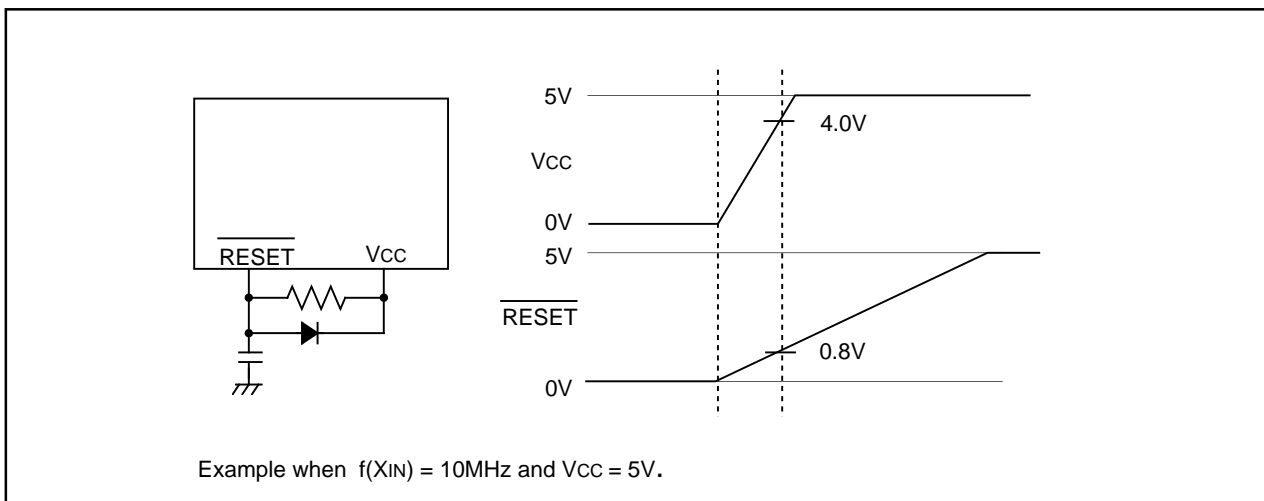 RESET
VCC
5V
4.0V
VCC
0V
5V
RESET
0.8V
0V
Example when f(XIN) = 10MHz and VCC = 5V.